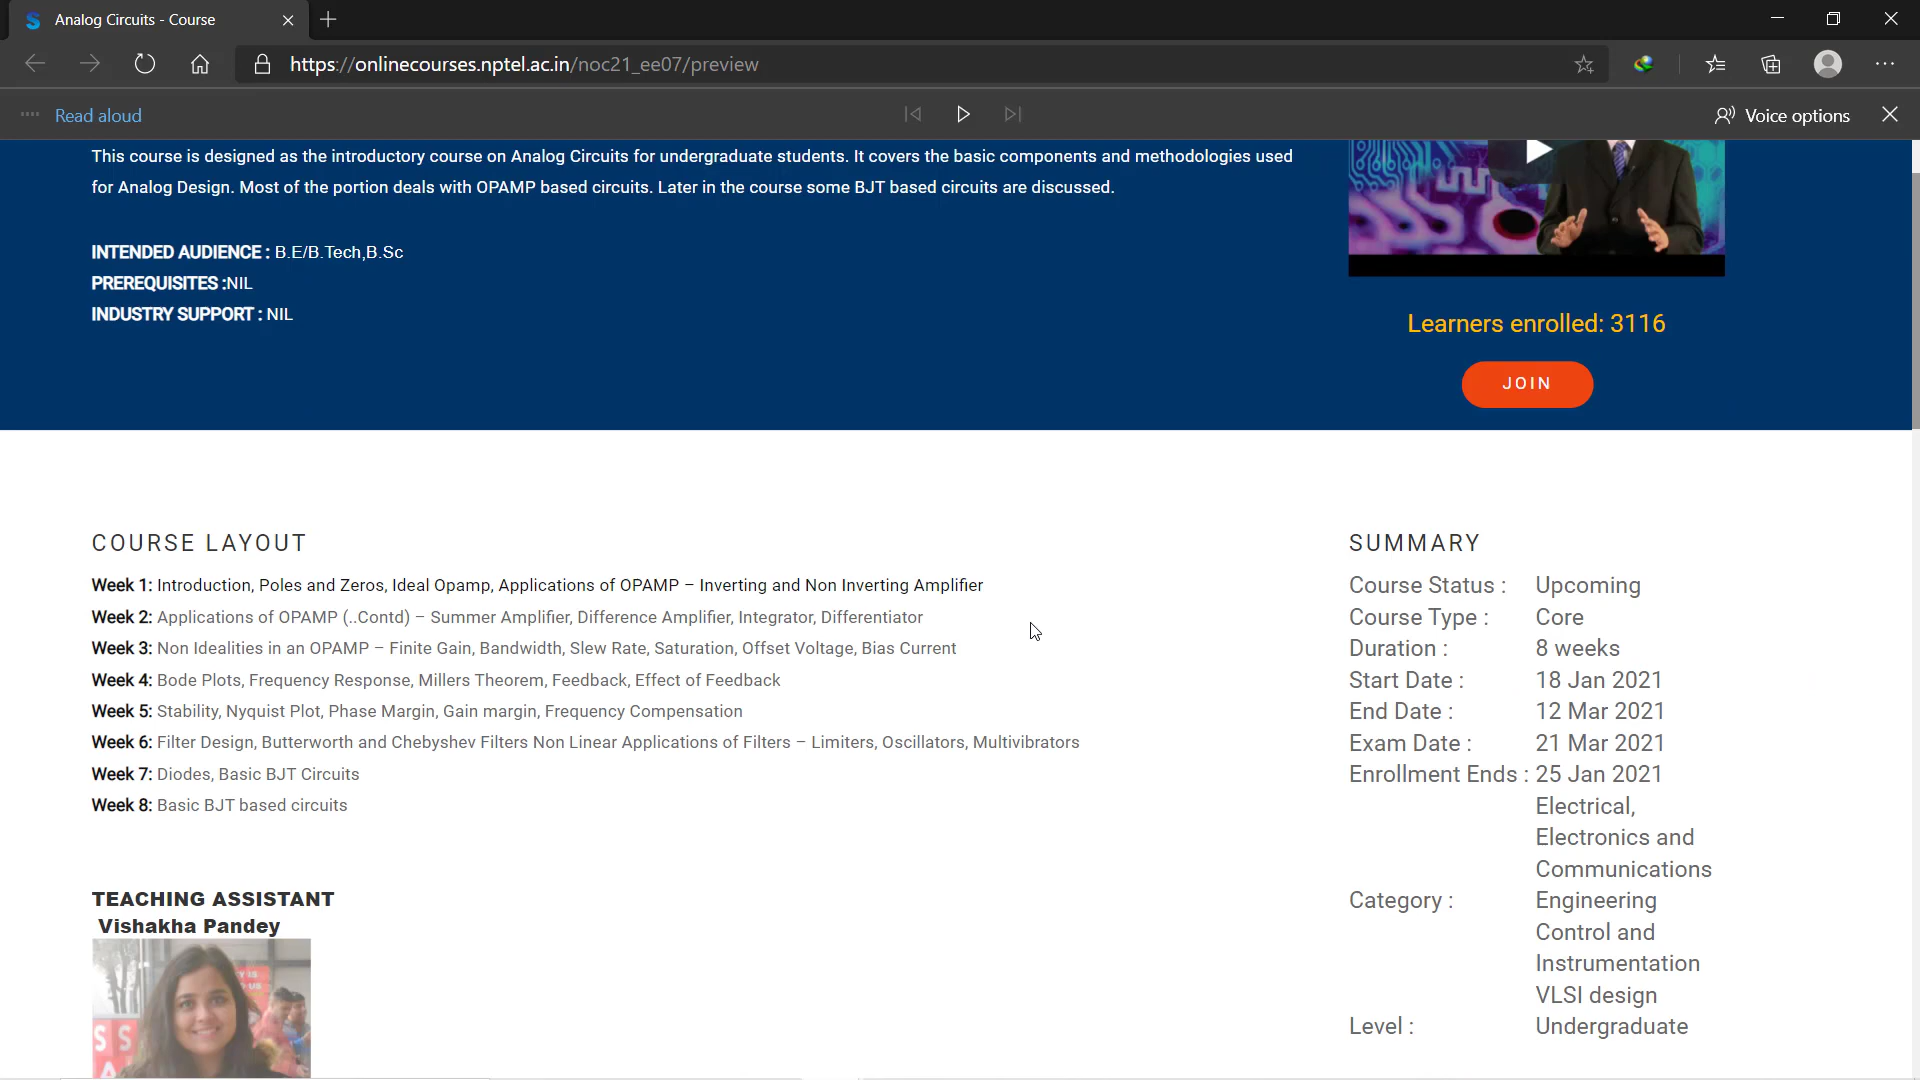 Analog Circuits - Course
https://onlinecourses.nptel.ac.in/noc21_ee07/preview
Read aloud
Voice options
This course is designed as the introductory course on Analog Circuits for undergraduate students. It covers the basic components and methodologies used
for Analog Design. Most of the portion deals with OPAMP based circuits. Later in the course some BJT based circuits are discussed.
INTENDED AUDIENCE : B.E/B.Tech,B.Sc
PREREQUISITES :NIL
INDUSTRY SUPPORT : NIL
Learners enrolled: 3116
JOIN
COURSE LAYOUT
Week 1: Introduction, Poles and Zeros, Ideal Opamp, Applications of OPAMP – Inverting and Non Inverting Amplifier
Week 2: Applications of OPAMP (..Contd) – Summer Amplifier, Difference Amplifier, Integrator, Differentiator
Week 3: Non Idealities in an OPAMP – Finite Gain, Bandwidth, Slew Rate, Saturation, Offset Voltage, Bias Current
Week 4: Bode Plots, Frequency Response, Millers Theorem, Feedback, Effect of Feedback
Week 5: Stability, Nyquist Plot, Phase Margin, Gain margin, Frequency Compensation
Week 6: Filter Design, Butterworth and Chebyshev Filters Non Linear Applications of Filters – Limiters, Oscillators, Multivibrators
Week 7: Diodes, Basic BJT Circuits
Week 8: Basic BJT based circuits
TEACHING ASSISTANT
Vishakha Pandey
SUMMARY
Course Status : Upcoming
Course Type : Core
Duration : 8 weeks
Start Date : 18 Jan 2021
End Date : 12 Mar 2021
Exam Date : 21 Mar 2021
Enrollment Ends : 25 Jan 2021
Electrical,
Electronics and
Communications
Category : Engineering
Control and
Instrumentation
VLSI design
Level : Undergraduate